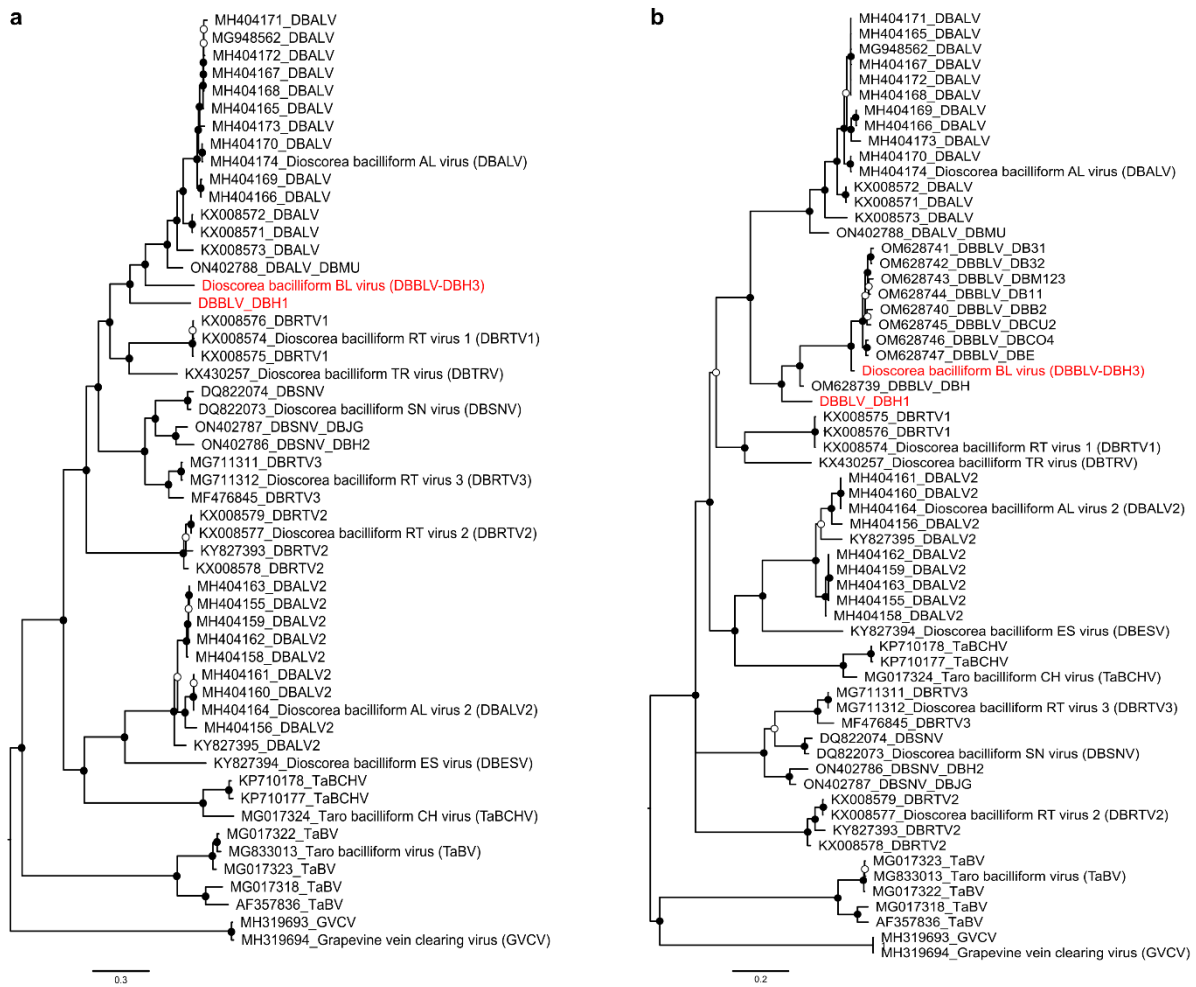 a
MH404171_DBALV
MG948562_DBALV
MH404172_DBALV
MH404167_DBALV
MH404168_DBALV
MH404165_DBALV
MH404173_DBALV
MH404170_DBALV
MH404174_Dioscorea bacilliform AL virus (DBALV)
MH404169_DBALV
MH404166_DBALV
KX008572_DBALV
KX008571_DBALV
KX008573_DBALV
ON402788_DBALV_DBMU
Dioscorea bacilliform BL virus (DBBLV-DBH3)
DBBLV_DBH1
KX008576_DBRTV1
KX008574_Dioscorea bacilliform RT virus 1 (DBRTV1)
KX008575_DBRTV1
KX430257_Dioscorea bacilliform TR virus (DBTRV)
DQ822074_DBSNV
DQ822073_Dioscorea bacilliform SN virus (DBSNV)
ON402787_DBSNV_DBJG
ON402786_DBSNV_DBH2
MG711311_DBRTV3
MG711312_Dioscorea bacilliform RT virus 3 (DBRTV3)
MF476845_DBRTV3
KX008579_DBRTV2
KX008577_Dioscorea bacilliform RT virus 2 (DBRTV2)
KY827393_DBRTV2
KX008578_DBRTV2
MH404163_DBALV2
MH404155_DBALV2
MH404159_DBALV2
MH404162_DBALV2
MH404158_DBALV2
MH404161_DBALV2
MH404160_DBALV2
MH404164_Dioscorea bacilliform AL virus 2 (DBALV2)
MH404156_DBALV2
KY827395_DBALV2
KY827394_Dioscorea bacilliform ES virus (DBESV)
KP710178_TaBCHV
KP710177_TaBCHV
MG017324_Taro bacilliform CH virus (TaBCHV)
MG017322_TaBV
MG833013_Taro bacilliform virus (TaBV)
MG017323_TaBV
MG017318_TaBV
AF357836_TaBV
MH319693_GVCV
MH319694_Grapevine vein clearing virus (GVCV)
0.3
b
MH404171_DBALV
MH404165_DBALV
MG948562_DBALV
MH404167_DBALV
MH404172_DBALV
MH404168_DBALV
MH404169_DBALV
MH404166_DBALV
MH404173_DBALV
MH404170_DBALV
MH404174_Dioscorea bacilliform AL virus (DBALV)
KX008572_DBALV
KX008571_DBALV
KX008573_DBALV
ON402788_DBALV_DBMU
OM628741_DBBLV_DB31
OM628742_DBBLV_DB32
OM628743_DBBLV_DBM123
OM628744_DBBLV_DB11
OM628740_DBBLV_DBB2
OM628745_DBBLV_DBCU2
OM628746_DBBLV_DBCO4
OM628747_DBBLV_DBE
Dioscorea bacilliform BL virus (DBBLV-DBH3)
OM628739_DBBLV_DBH
DBBLV_DBH1
KX008575_DBRTV1
KX008576_DBRTV1
KX008574_Dioscorea bacilliform RT virus 1 (DBRTV1)
KX430257_Dioscorea bacilliform TR virus (DBTRV)
MH404161_DBALV2
MH404160_DBALV2
MH404164_Dioscorea bacilliform AL virus 2 (DBALV2)
MH404156_DBALV2
KY827395_DBALV2
MH404162_DBALV2
MH404159_DBALV2
MH404163_DBALV2
MH404155_DBALV2
MH404158_DBALV2
KY827394_Dioscorea bacilliform ES virus (DBESV)
KP710178_TaBCHV
KP710177_TaBCHV
MG017324_Taro bacilliform CH virus (TaBCHV)
MG711311_DBRTV3
MG711312_Dioscorea bacilliform RT virus 3 (DBRTV3)
MF476845_DBRTV3
DQ822074_DBSNV
DQ822073_Dioscorea bacilliform SN virus (DBSNV)
ON402786_DBSNV_DBH2
ON402787_DBSNV_DBJG
KX008579_DBRTV2
KX008577_Dioscorea bacilliform RT virus 2 (DBRTV2)
KY827393_DBRTV2
KX008578_DBRTV2
MG017323_TaBV
MG833013_Taro bacilliform virus (TaBV)
MG017322_TaBV
MG017318_TaBV
AF357836_TaBV
MH319693_GVCV
MH319694_Grapevine vein clearing virus (GVCV)
0.2